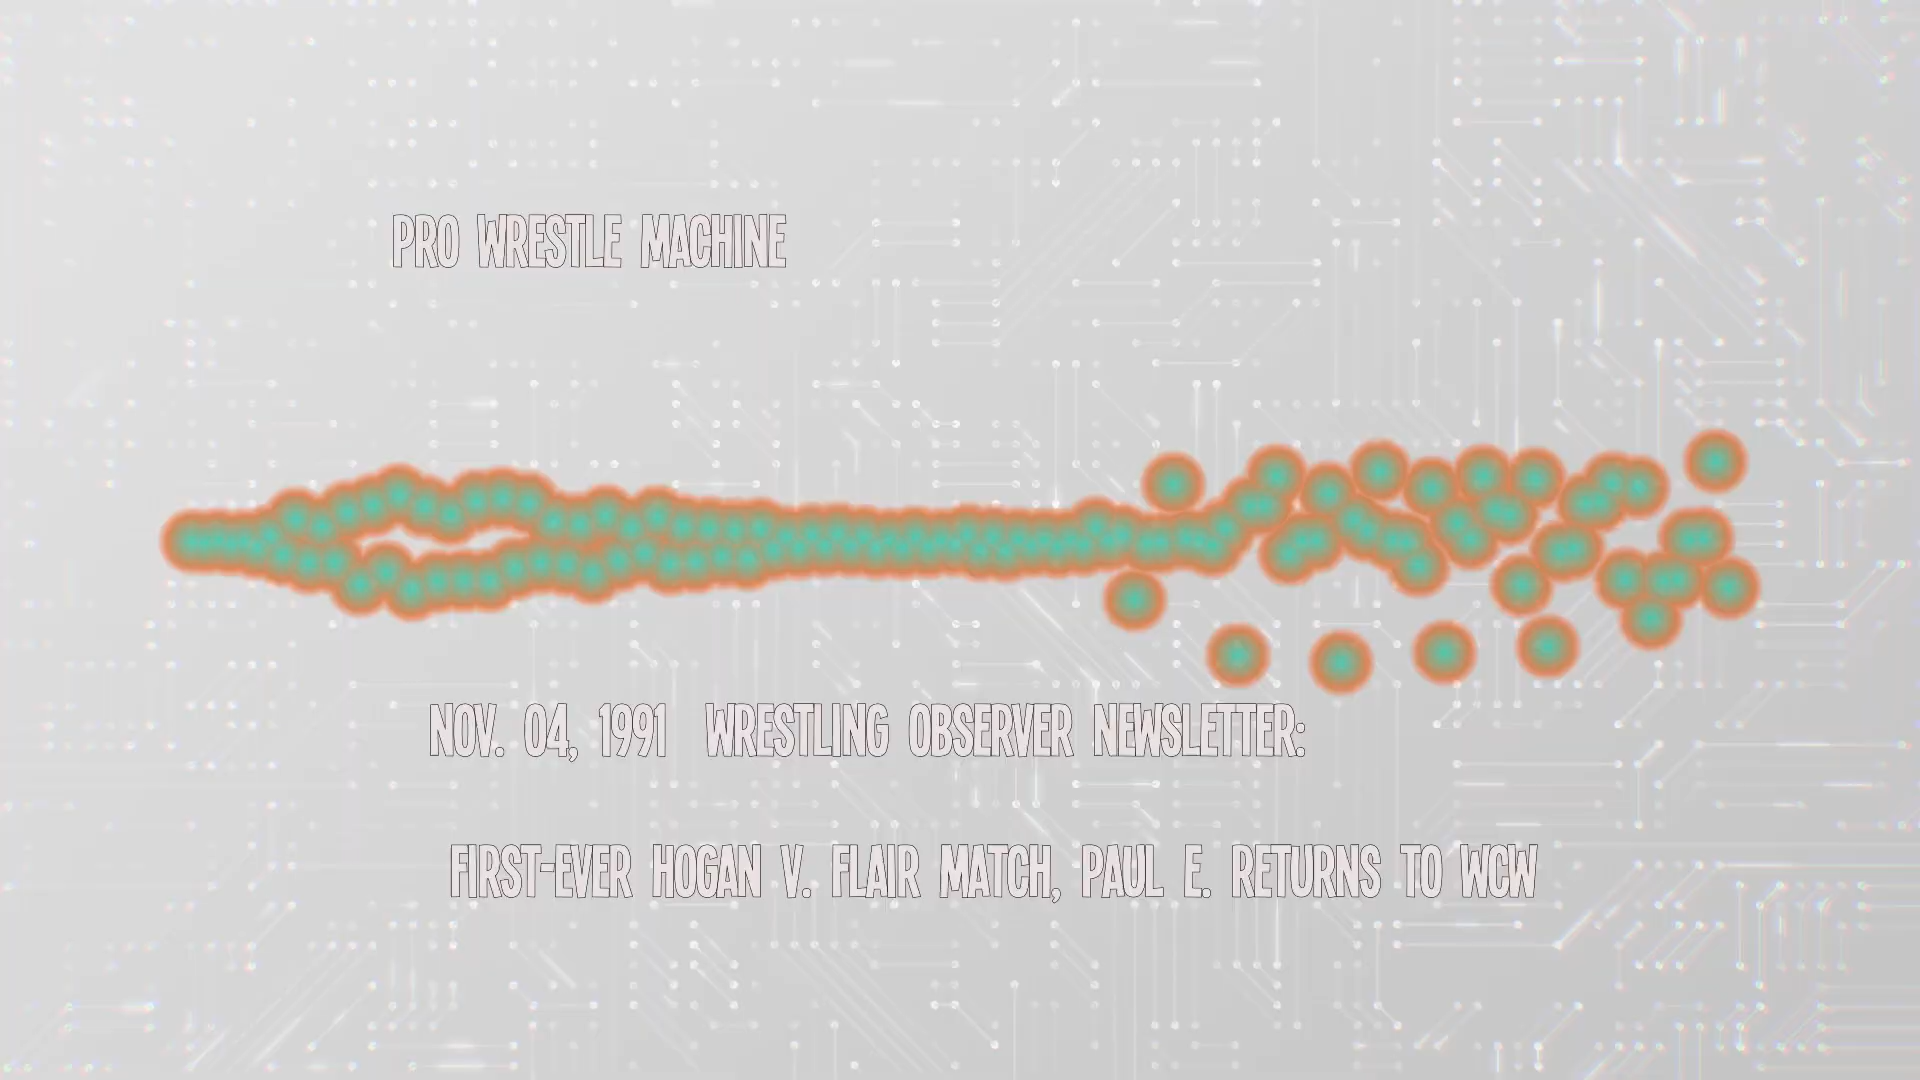 PRO WRESTLE MACHINE
NOV. 04, 1991 WRESTLING OBSERVER NEWSLETTER:
FIRST-EVER HOGAN V. FLAIR MATCH, PAUL E. RETURNS TO WCW